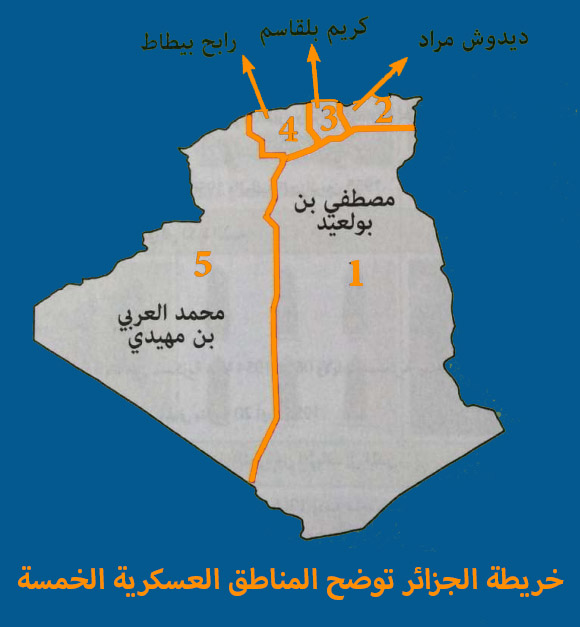 ديدوش مراد
كريم بلقاسم
رابح بيطاط
2
3
4
مصطفي بن
بولعيد
1
5
محمد العربي
بن مهيدي
خريطة الجزائر توضح المناطق العسكرية الخمسة